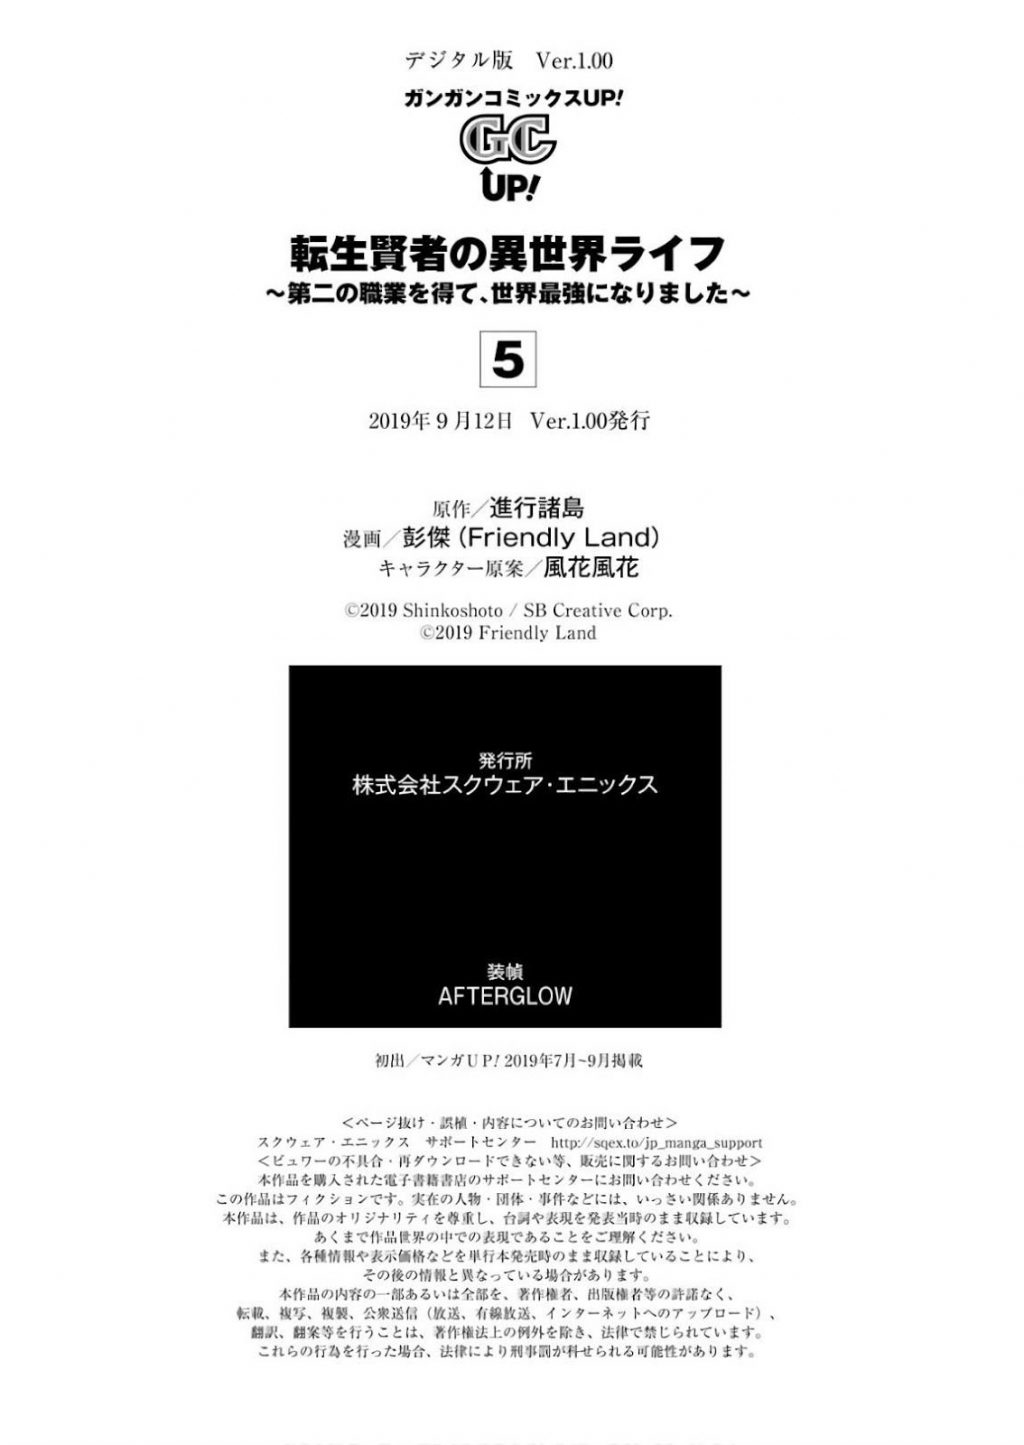 デジタル版　Ver.1.00
ガンガンコミックスUP!
GC
UP!
転生賢者の異世界ライフ
～第二の職業を得て、世界最強になりました～
5
2019年９月12日　Ver.1.00発行
原作／進行諸島
漫画／彭傑（Friendly Land）
キャラクター原案／風花風花
©2019 Shinkoshoto / SB Creative Corp.
©2019 Friendly Land
発行所
株式会社スクウェア・エニックス
装幀
AFTERGLOW
初出／マンガＵＰ! 2019年7月~9月掲載
＜ページ抜け・誤植・内容についてのお問い合わせ＞
スクウェア・エニックス　サポートセンター　http://sqex.to/jp_manga_support
＜ビュワーの不具合・再ダウンロードできない等、販売に関するお問い合わせ＞
本作品を購入された電子書籍書店のサポートセンターにお問い合わせください。
この作品はフィクションです。実在の人物・団体・事件などには、いっさい関係ありません。
本作品は、作品のオリジナリティを尊重し、台詞や表現を発表当時のまま収録しています。
あくまで作品世界の中での表現であることをご理解ください。
また、各種情報や表示価格などを単行本発売時のまま収録していることにより、
その後の情報と異なっている場合があります。
本作品の内容の一部あるいは全部を、著作権者、出版権者等の許諾なく、
転載、複写、複製、公衆送信（放送、有線放送、インターネットへのアップロード）、
翻訳、翻案等を行うことは、著作権法上の例外を除き、法律で禁じられています。
これらの行為を行った場合、法律により刑事罰が科せられる可能性があります。